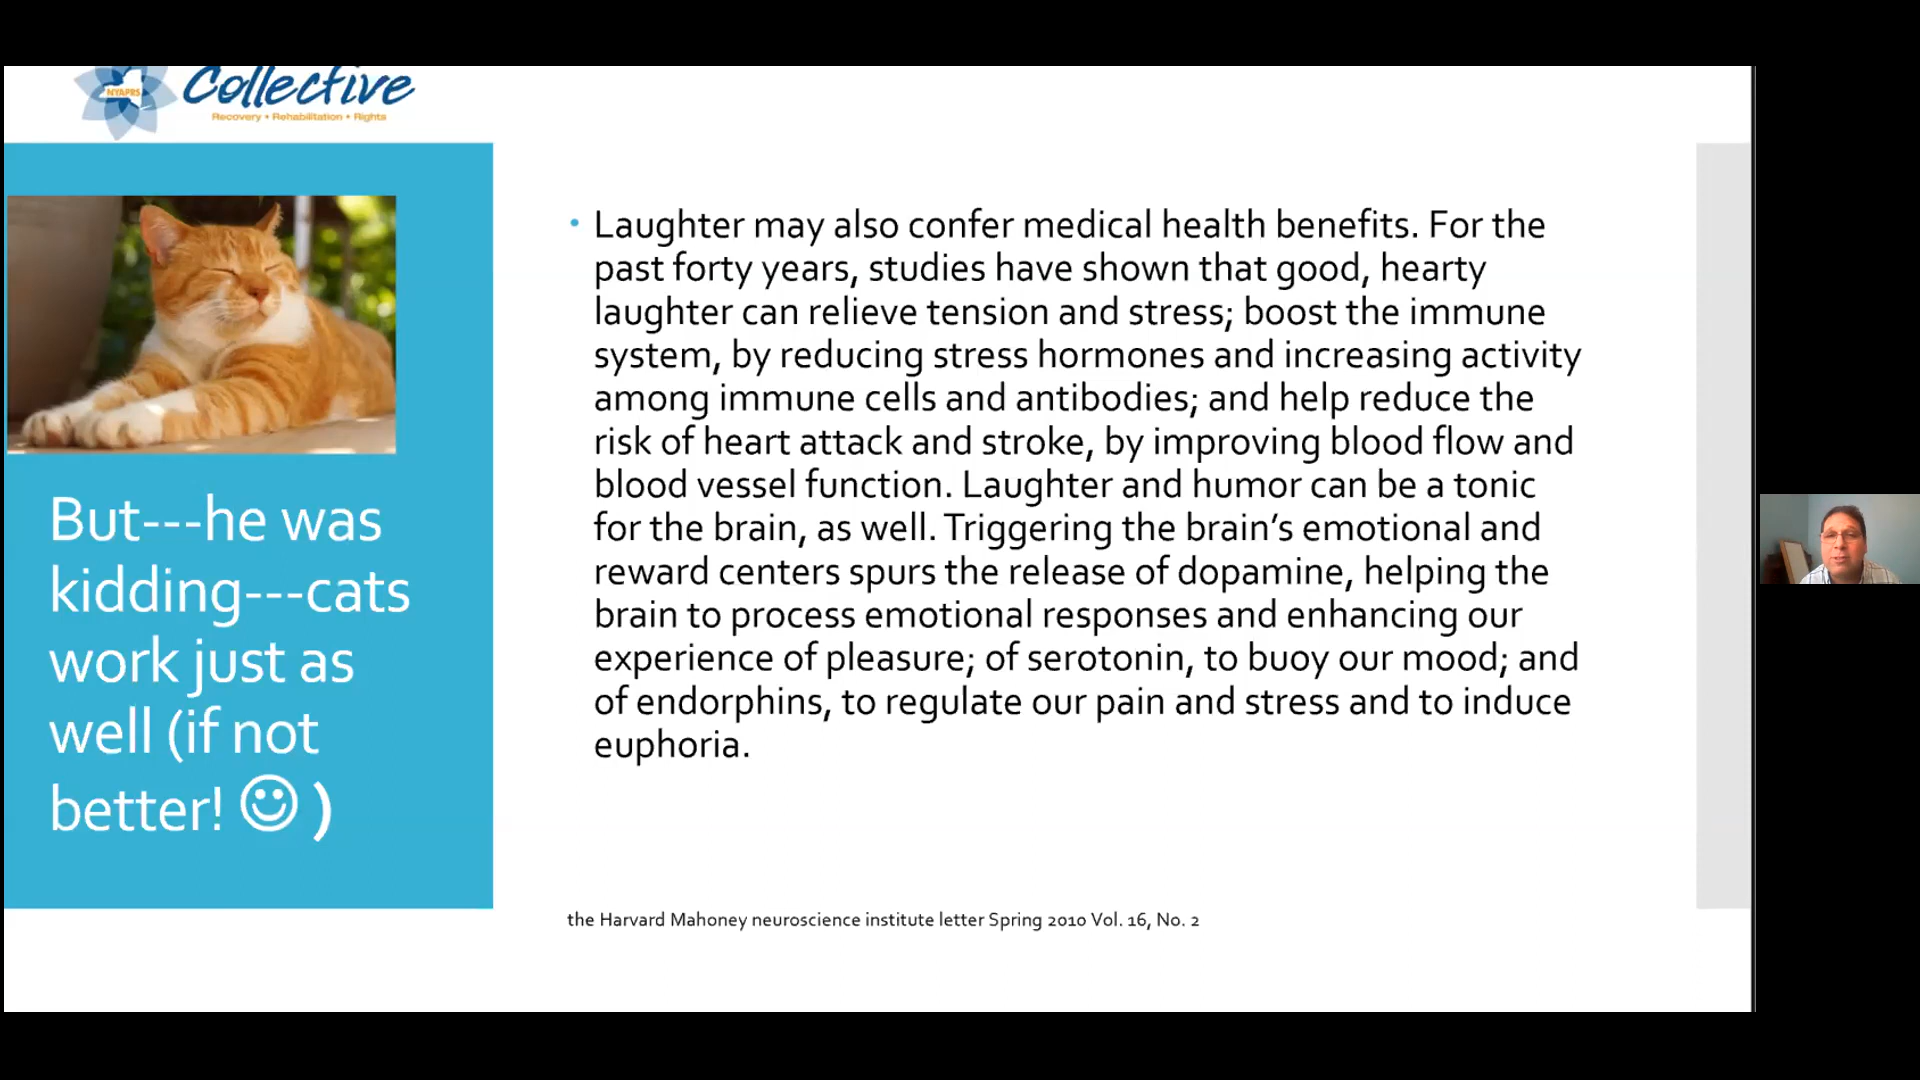 NYAPRS
Collective
Recovery • Rehabilitation • Rights
But---he was
kidding---cats
work just as
well (if not
better! ☺ )
• Laughter may also confer medical health benefits. For the
past forty years, studies have shown that good, hearty
laughter can relieve tension and stress; boost the immune
system, by reducing stress hormones and increasing activity
among immune cells and antibodies; and help reduce the
risk of heart attack and stroke, by improving blood flow and
blood vessel function. Laughter and humor can be a tonic
for the brain, as well. Triggering the brain’s emotional and
reward centers spurs the release of dopamine, helping the
brain to process emotional responses and enhancing our
experience of pleasure; of serotonin, to buoy our mood; and
of endorphins, to regulate our pain and stress and to induce
euphoria.
the Harvard Mahoney neuroscience institute letter Spring 2010 Vol. 16, No. 2